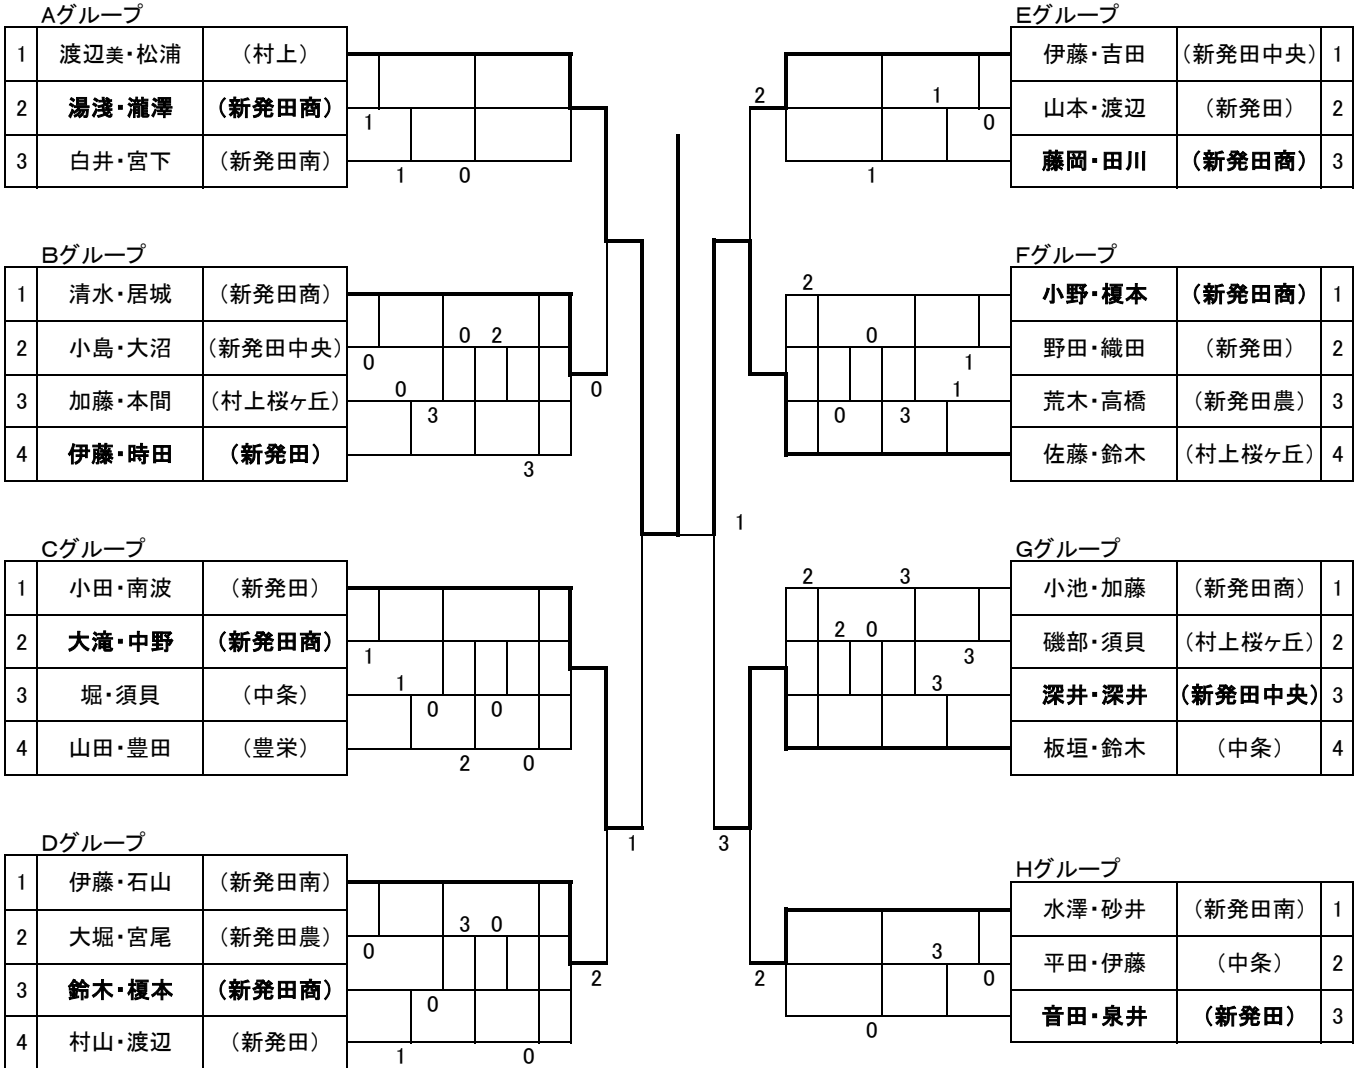 Aグループ
1 渡辺美・松浦 （村上）
2 湯淺・瀧澤 （新発田商）
1
3 白井・宮下 （新発田南）
1 0
Bグループ
1 清水・居城 （新発田商）
0 2
2 小島・大沼 （新発田中央）
0
0
3 加藤・本間 （村上桜ヶ丘）
3
0
4 伊藤・時田 （新発田）
3
Cグループ
1 小田・南波 （新発田）
2 大滝・中野 （新発田商）
1
1
3 堀・須貝 （中条）
0 0
4 山田・豊田 （豊栄）
2 0
1
Dグループ
1 伊藤・石山 （新発田南）
3 0
2 大堀・宮尾 （新発田農）
0
2
3 鈴木・榎本 （新発田商）
0
4 村山・渡辺 （新発田）
1 0
Eグループ
伊藤・吉田 （新発田中央） 1
2 1
山本・渡辺 （新発田） 2
0
藤岡・田川 （新発田商） 3
1
Fグループ
2
小野・榎本 （新発田商） 1
0
野田・織田 （新発田） 2
1
1
荒木・高橋 （新発田農） 3
0 3
佐藤・鈴木 （村上桜ヶ丘） 4
1
Gグループ
2 3
小池・加藤 （新発田商） 1
2 0
磯部・須貝 （村上桜ヶ丘） 2
3
3
深井・深井 （新発田中央） 3
板垣・鈴木 （中条） 4
3
Hグループ
水澤・砂井 （新発田南） 1
3
平田・伊藤 （中条） 2
2 0
音田・泉井 （新発田） 3
0